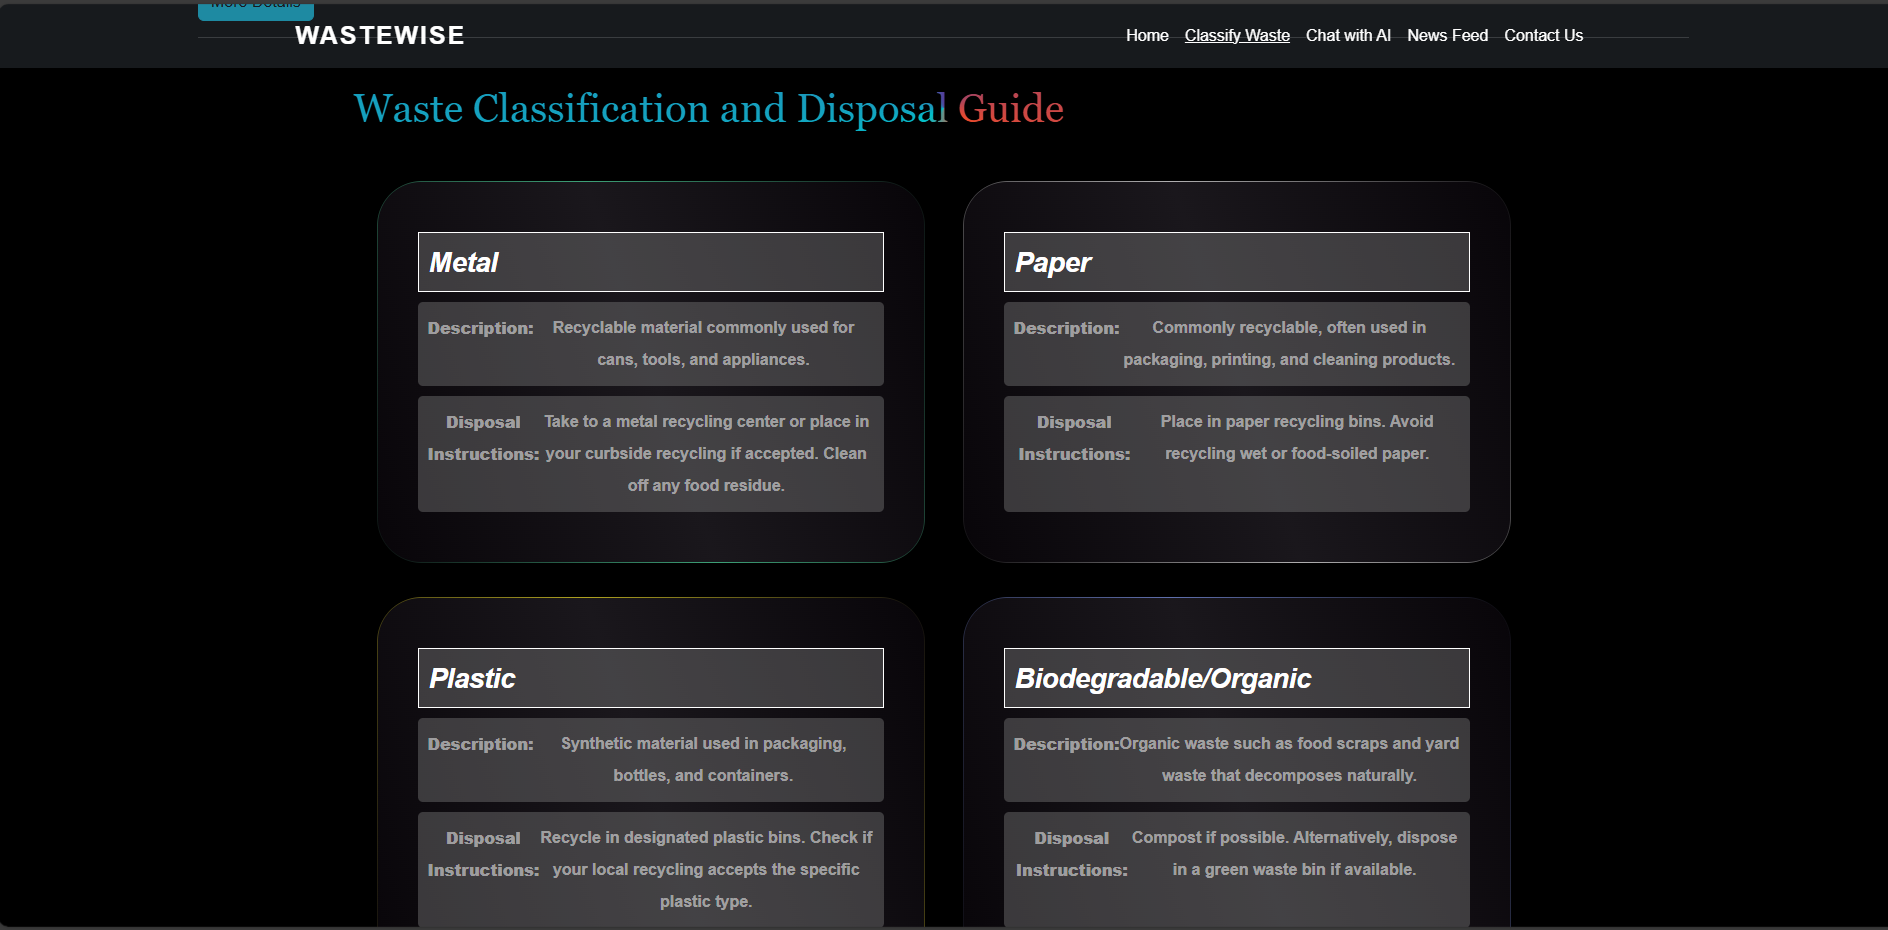 More Details
WASTEWISE
Home Classify Waste Chat with AI News Feed Contact Us
Waste Classification and Disposal Guide
Metal
Description: Recyclable material commonly used for
cans, tools, and appliances.
Disposal Take to a metal recycling center or place in
Instructions: your curbside recycling if accepted. Clean
off any food residue.
Paper
Description: Commonly recyclable, often used in
packaging, printing, and cleaning products.
Disposal Place in paper recycling bins. Avoid
Instructions: recycling wet or food-soiled paper.
Plastic
Description: Synthetic material used in packaging,
bottles, and containers.
Disposal Recycle in designated plastic bins. Check if
Instructions: your local recycling accepts the specific
plastic type.
Biodegradable/Organic
Description: Organic waste such as food scraps and yard
waste that decomposes naturally.
Disposal Compost if possible. Alternatively, dispose
Instructions: in a green waste bin if available.